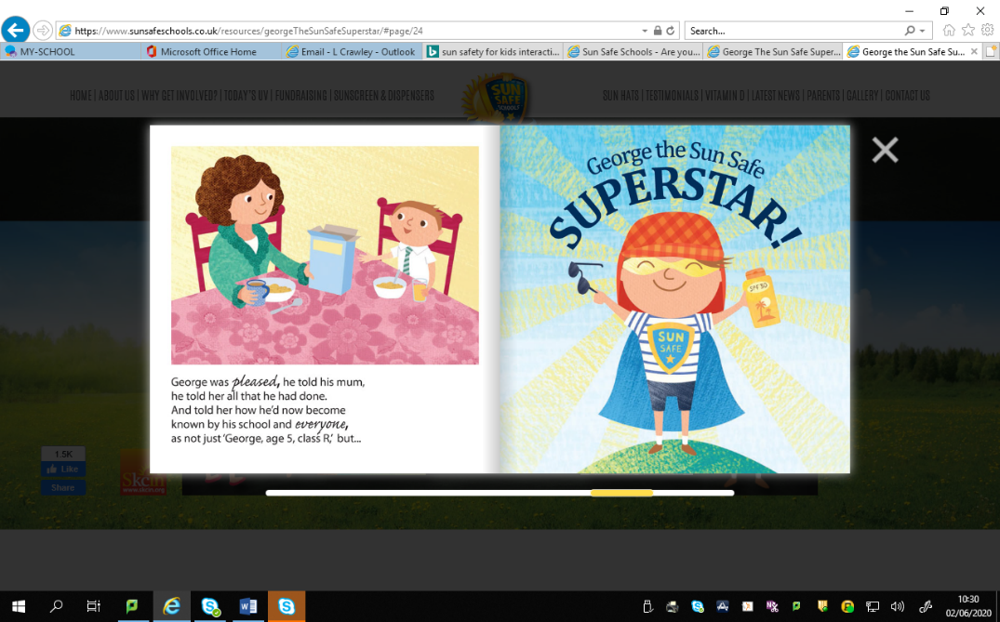 https://www.sunsafeschools.co.uk/resources/georgeTheSunSafeSuperstar/#page/24
Search...
MY-SCHOOL
Microsoft Office Home
Email - L Crawley - Outlook
sun safety for kids interacti...
Sun Safe Schools - Are you...
George The Sun Safe Super...
George the Sun Safe Su...
HOME | ABOUT US | WHY GET INVOLVED? | TODAY'S UV | FUNDRAISING | SUNSCREEN & DISPENSERS
SUN SAFE SCHOOLS
SUN HATS | TESTIMONIALS | VITAMIN D | LATEST NEWS | PARENTS | GALLERY | CONTACT US
George was pleased, he told his mum,
he told her all that he had done.
And told her how he'd now become
known by his school and everyone,
as not just 'George, age 5, class R,' but...
George the Sun Safe
SUPERSTAR!
SPF30
SUN
SAFE
1.5K
Like
Share
Skcin
www.skcin.org
10:30
02/06/2020